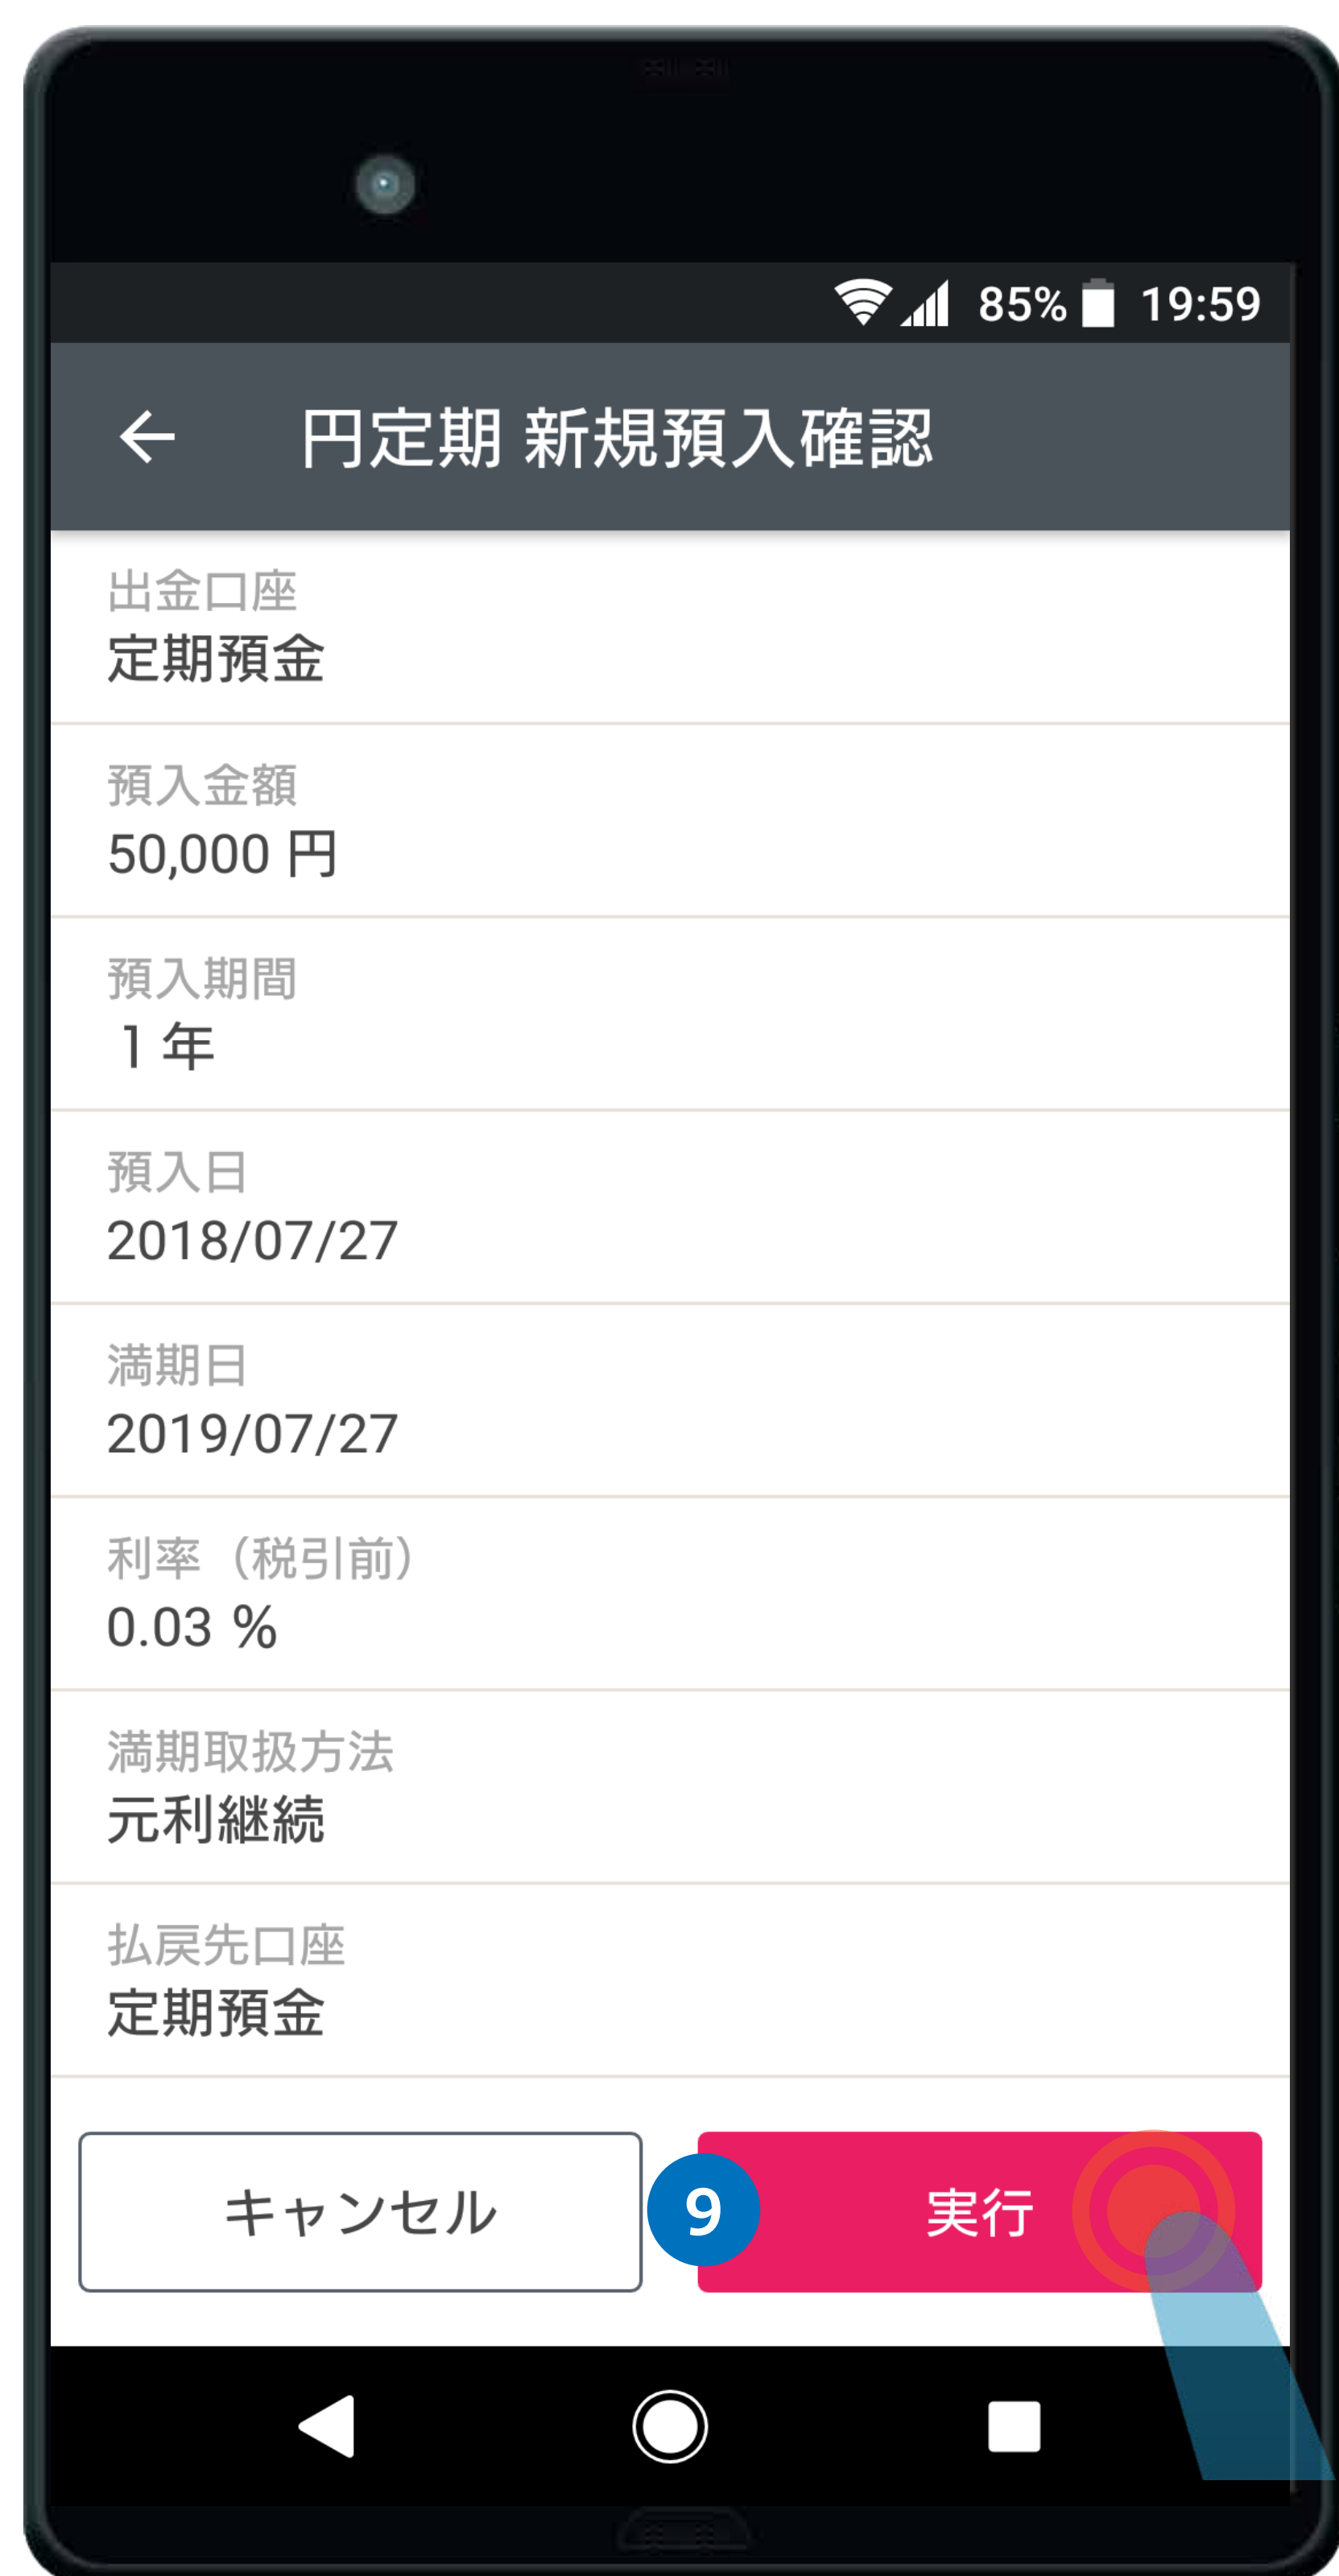 85% 19:59
円定期 新規預入確認
出金口座
定期預金
預入金額
50,000 円
預入期間
1 年
預入日
2018/07/27
満期日
2019/07/27
利率（税引前）
0.03 %
満期取扱方法
元利継続
払戻先口座
定期預金
キャンセル 9 実行